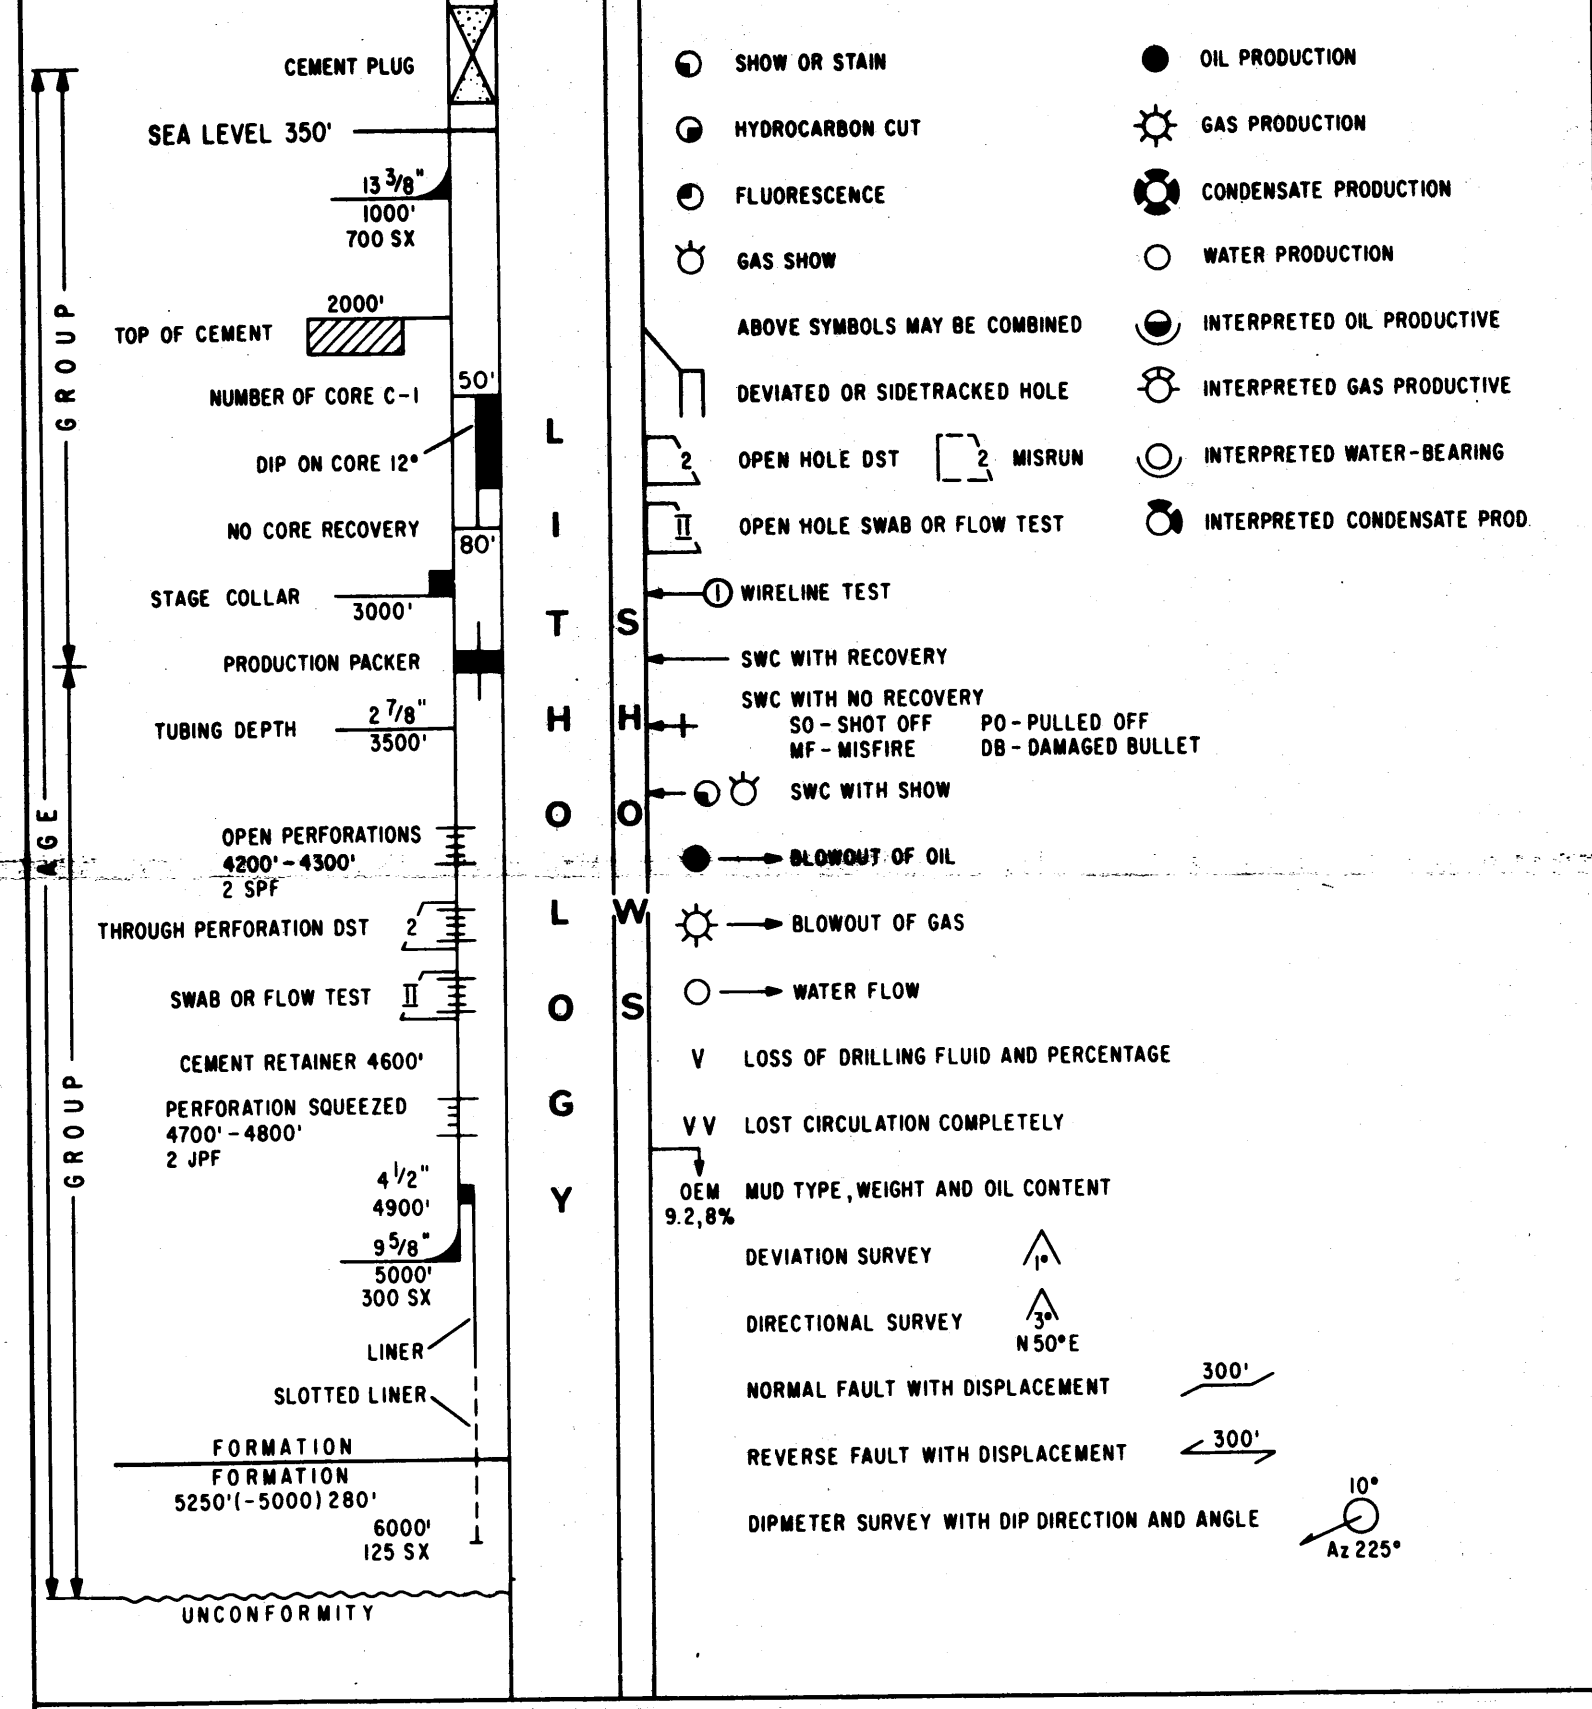 CEMENT PLUG
SEA LEVEL 350'
13 3/8"
1000'
700 SX
2000'
TOP OF CEMENT
50'
NUMBER OF CORE C-1
DIP ON CORE 12°
NO CORE RECOVERY
80'
STAGE COLLAR
3000'
PRODUCTION PACKER
2 7/8"
TUBING DEPTH
3500'
OPEN PERFORATIONS
4200' - 4300'
2 SPF
THROUGH PERFORATION DST 2
SWAB OR FLOW TEST II
CEMENT RETAINER 4600'
PERFORATION SQUEEZED
4700' - 4800'
2 JPF
4 1/2"
4900'
9 5/8"
5000'
300 SX
LINER
SLOTTED LINER
FORMATION
FORMATION
5250'(-5000) 280'
6000'
125 SX
UNCONFORMITY
GROUP
AGE
GROUP
LITHOLOGY
SHOWS
SHOW OR STAIN
HYDROCARBON CUT
FLUORESCENCE
GAS SHOW
ABOVE SYMBOLS MAY BE COMBINED
DEVIATED OR SIDETRACKED HOLE
2 OPEN HOLE DST 2 MISRUN
II OPEN HOLE SWAB OR FLOW TEST
1 WIRELINE TEST
SWC WITH RECOVERY
SWC WITH NO RECOVERY
SO - SHOT OFF PO - PULLED OFF
MF - MISFIRE DB - DAMAGED BULLET
SWC WITH SHOW
BLOWOUT OF OIL
BLOWOUT OF GAS
WATER FLOW
V LOSS OF DRILLING FLUID AND PERCENTAGE
V V LOST CIRCULATION COMPLETELY
OEM MUD TYPE, WEIGHT AND OIL CONTENT
9.2, 8%
DEVIATION SURVEY 1°
DIRECTIONAL SURVEY 3°
N 50° E
NORMAL FAULT WITH DISPLACEMENT 300'
REVERSE FAULT WITH DISPLACEMENT 300'
10°
DIPMETER SURVEY WITH DIP DIRECTION AND ANGLE
Az 225°
OIL PRODUCTION
GAS PRODUCTION
CONDENSATE PRODUCTION
WATER PRODUCTION
INTERPRETED OIL PRODUCTIVE
INTERPRETED GAS PRODUCTIVE
INTERPRETED WATER-BEARING
INTERPRETED CONDENSATE PROD.